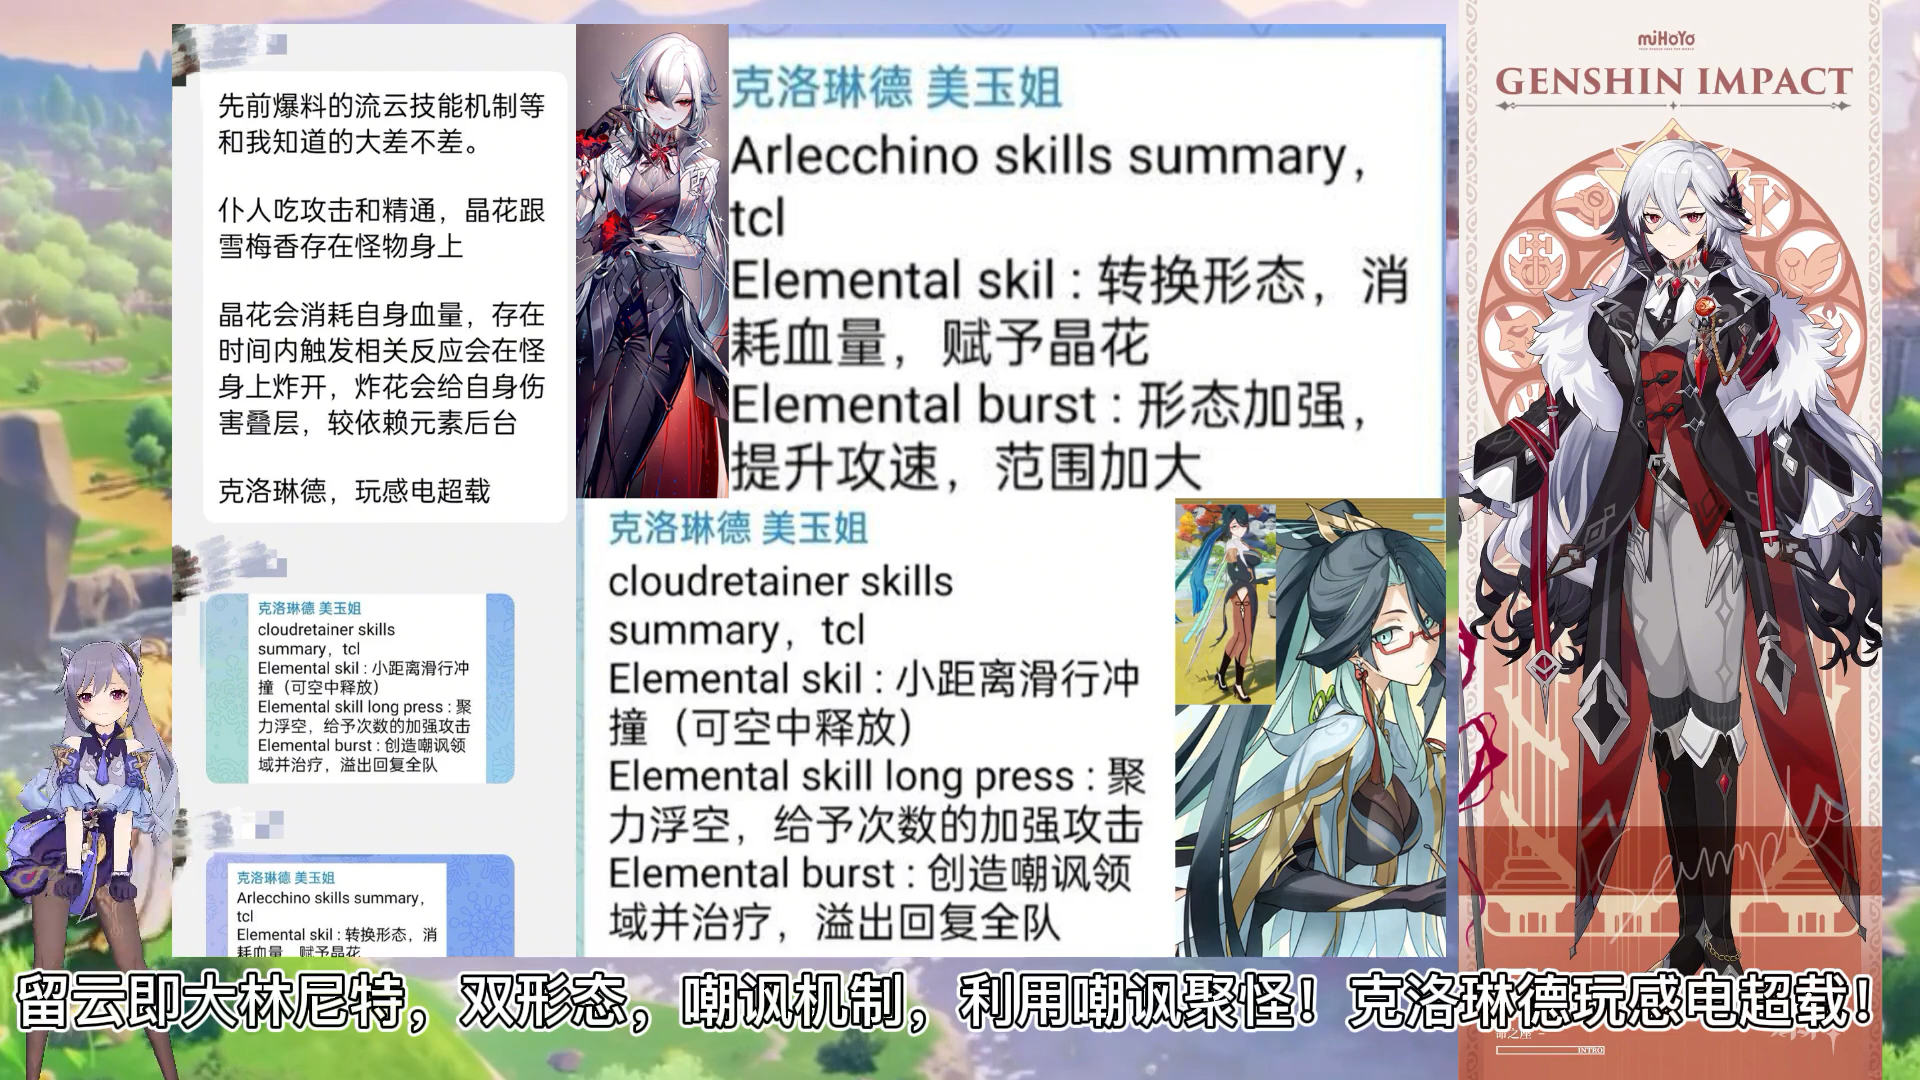 先前爆料的流云技能机制等
和我知道的大差不差。
仆人吃攻击和精通，晶花跟
雪梅香存在怪物身上
晶花会消耗自身血量，存在
时间内触发相关反应会在怪
身上炸开，炸花会给自身伤
害叠层，较依赖元素后台
克洛琳德，玩感电超载
克洛琳德 美玉姐
cloudretainer skills
summary，tcl
Elemental skil : 小距离滑行冲
撞（可空中释放）
Elemental skill long press : 聚
力浮空，给予次数的加强攻击
Elemental burst : 创造嘲讽领
域并治疗，溢出回复全队
克洛琳德 美玉姐
Arlecchino skills summary，
tcl
Elemental skil : 转换形态，消
耗血量，赋予晶花
克洛琳德 美玉姐
Arlecchino skills summary，
tcl
Elemental skil : 转换形态，消
耗血量，赋予晶花
Elemental burst : 形态加强，
提升攻速，范围加大
克洛琳德 美玉姐
cloudretainer skills
summary，tcl
Elemental skil : 小距离滑行冲
撞（可空中释放）
Elemental skill long press : 聚
力浮空，给予次数的加强攻击
Elemental burst : 创造嘲讽领
域并治疗，溢出回复全队
miHoYo
GENSHIN IMPACT
Sample
留云即大林尼特，双形态，嘲讽机制，利用嘲讽聚怪！克洛琳德玩感电超载！
命之座
INTRO